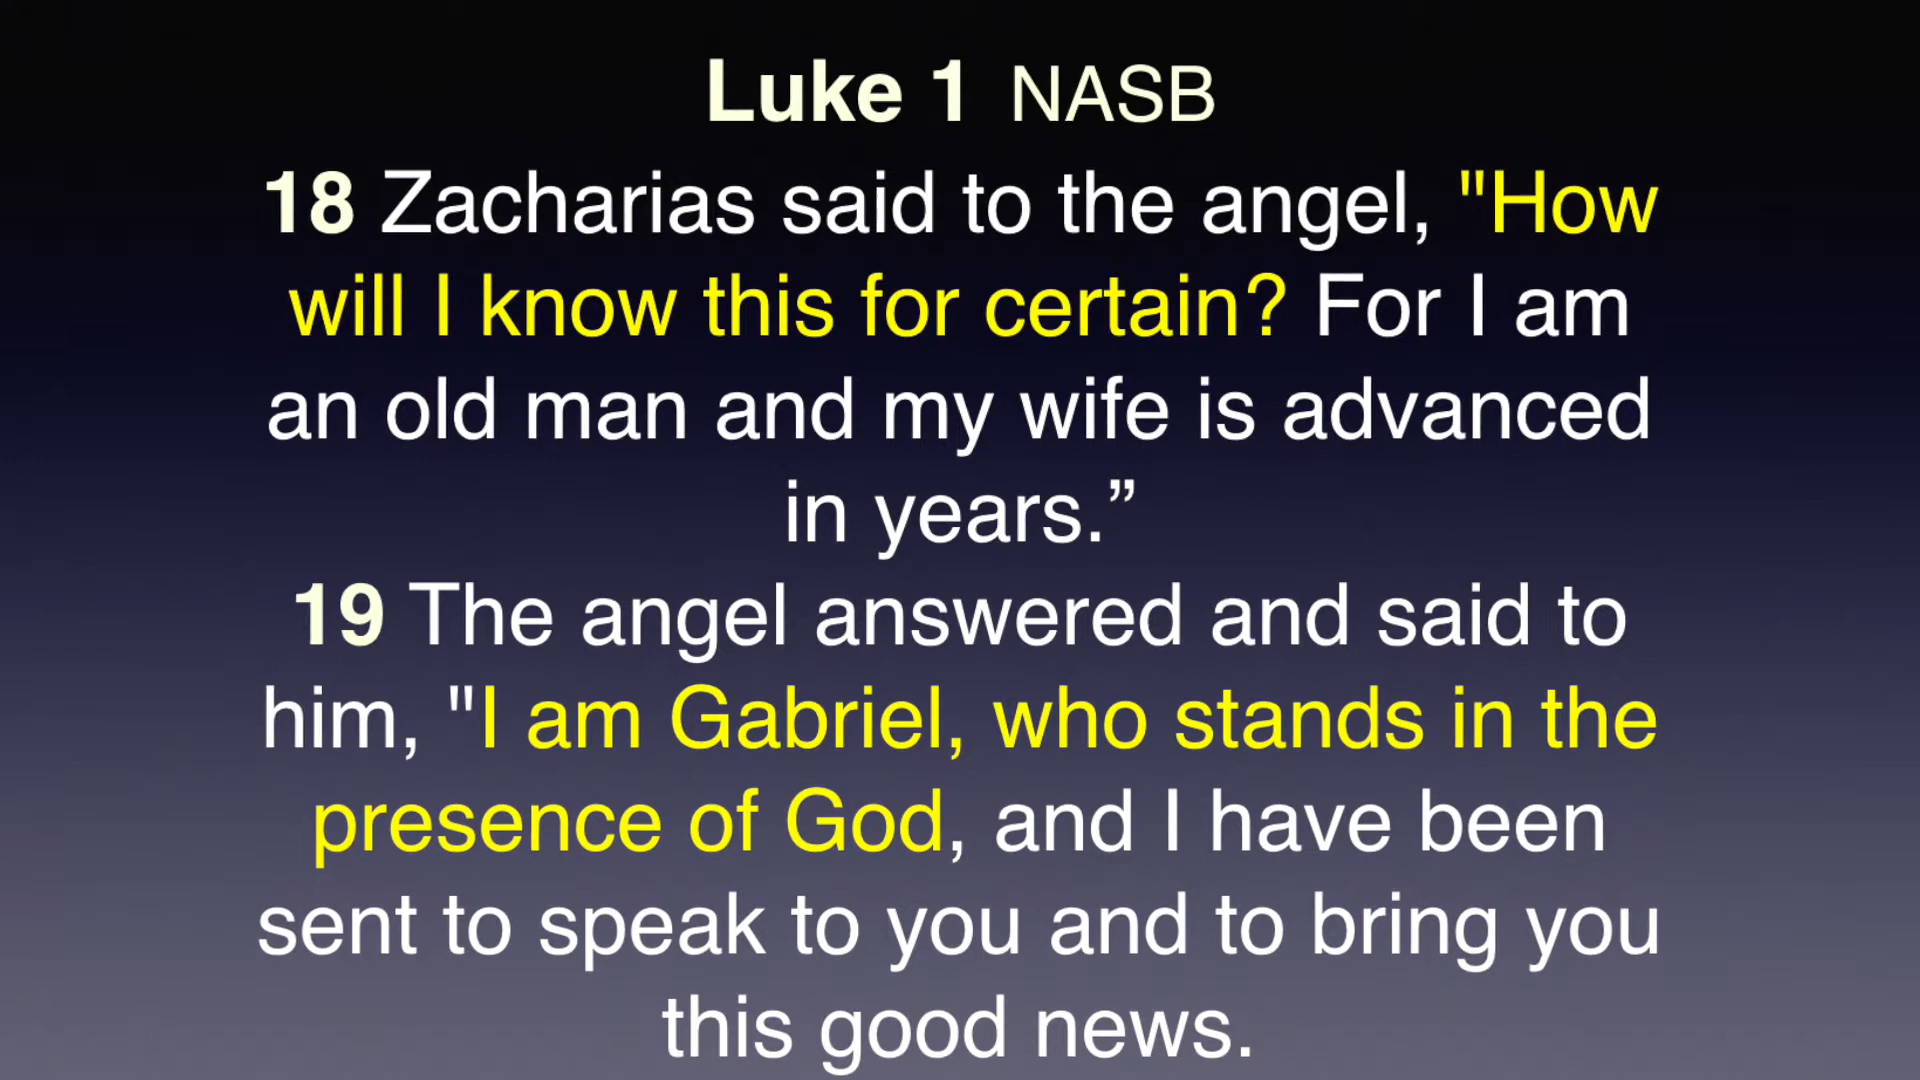 Luke 1 NASB
18 Zacharias said to the angel, "How
will I know this for certain? For I am
an old man and my wife is advanced
in years.”
19 The angel answered and said to
him, "I am Gabriel, who stands in the
presence of God, and I have been
sent to speak to you and to bring you
this good news.